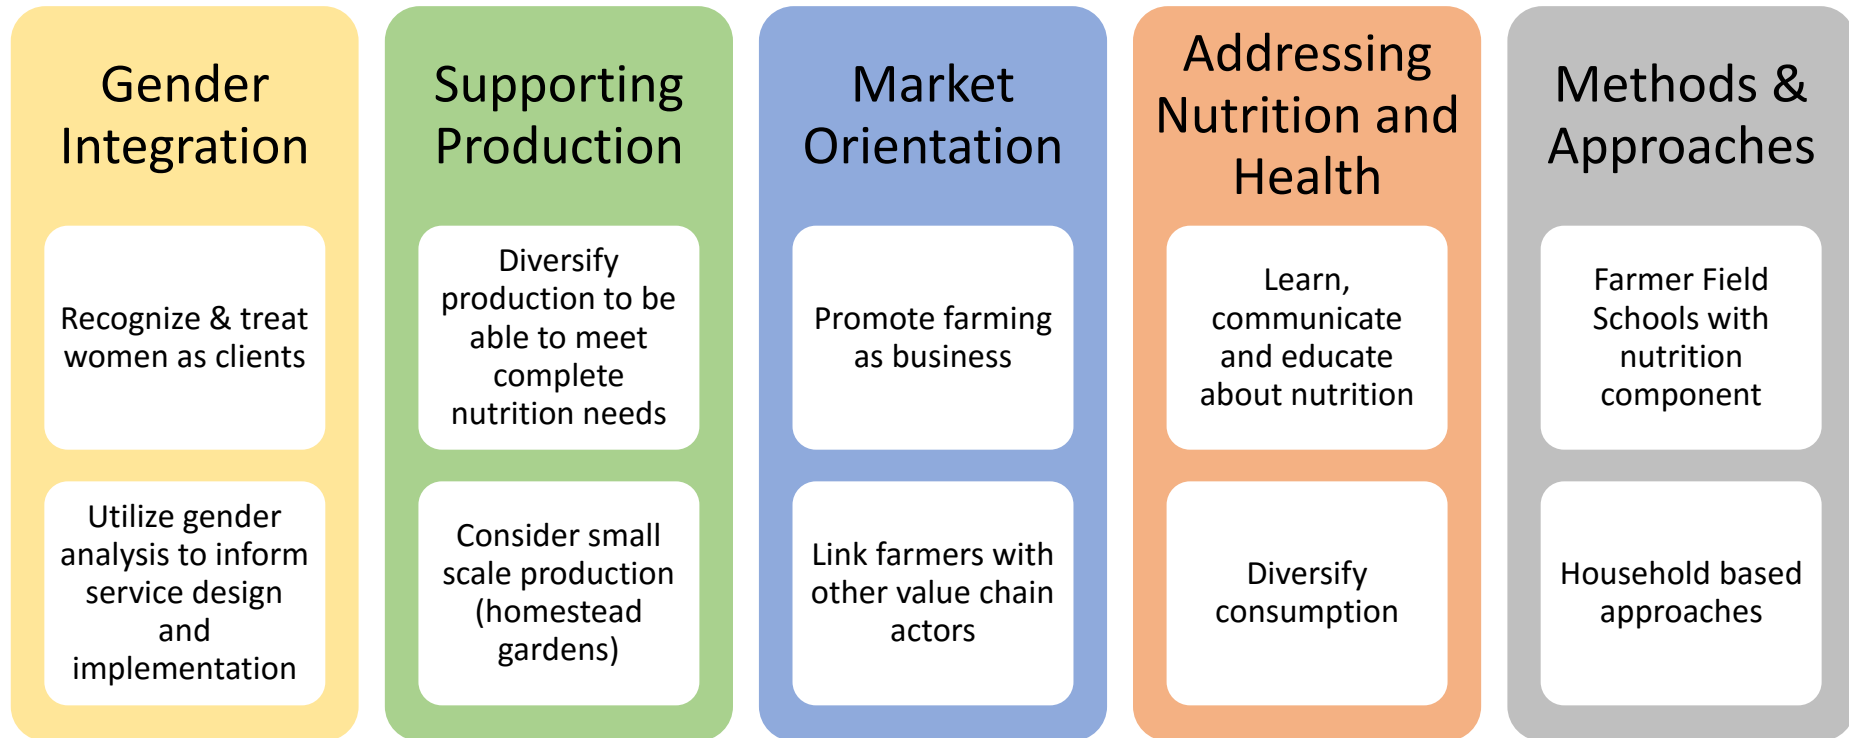 Gender
Integration
Recognize & treat
women as clients
Utilize gender
analysis to inform
service design
and
implementation
Supporting
Production
Diversify
production to be
able to meet
complete
nutrition needs
Consider small
scale production
(homestead
gardens)
Market
Orientation
Promote farming
as business
Link farmers with
other value chain
actors
Addressing
Nutrition and
Health
Learn,
communicate
and educate
about nutrition
Diversify
consumption
Methods &
Approaches
Farmer Field
Schools with
nutrition
component
Household based
approaches